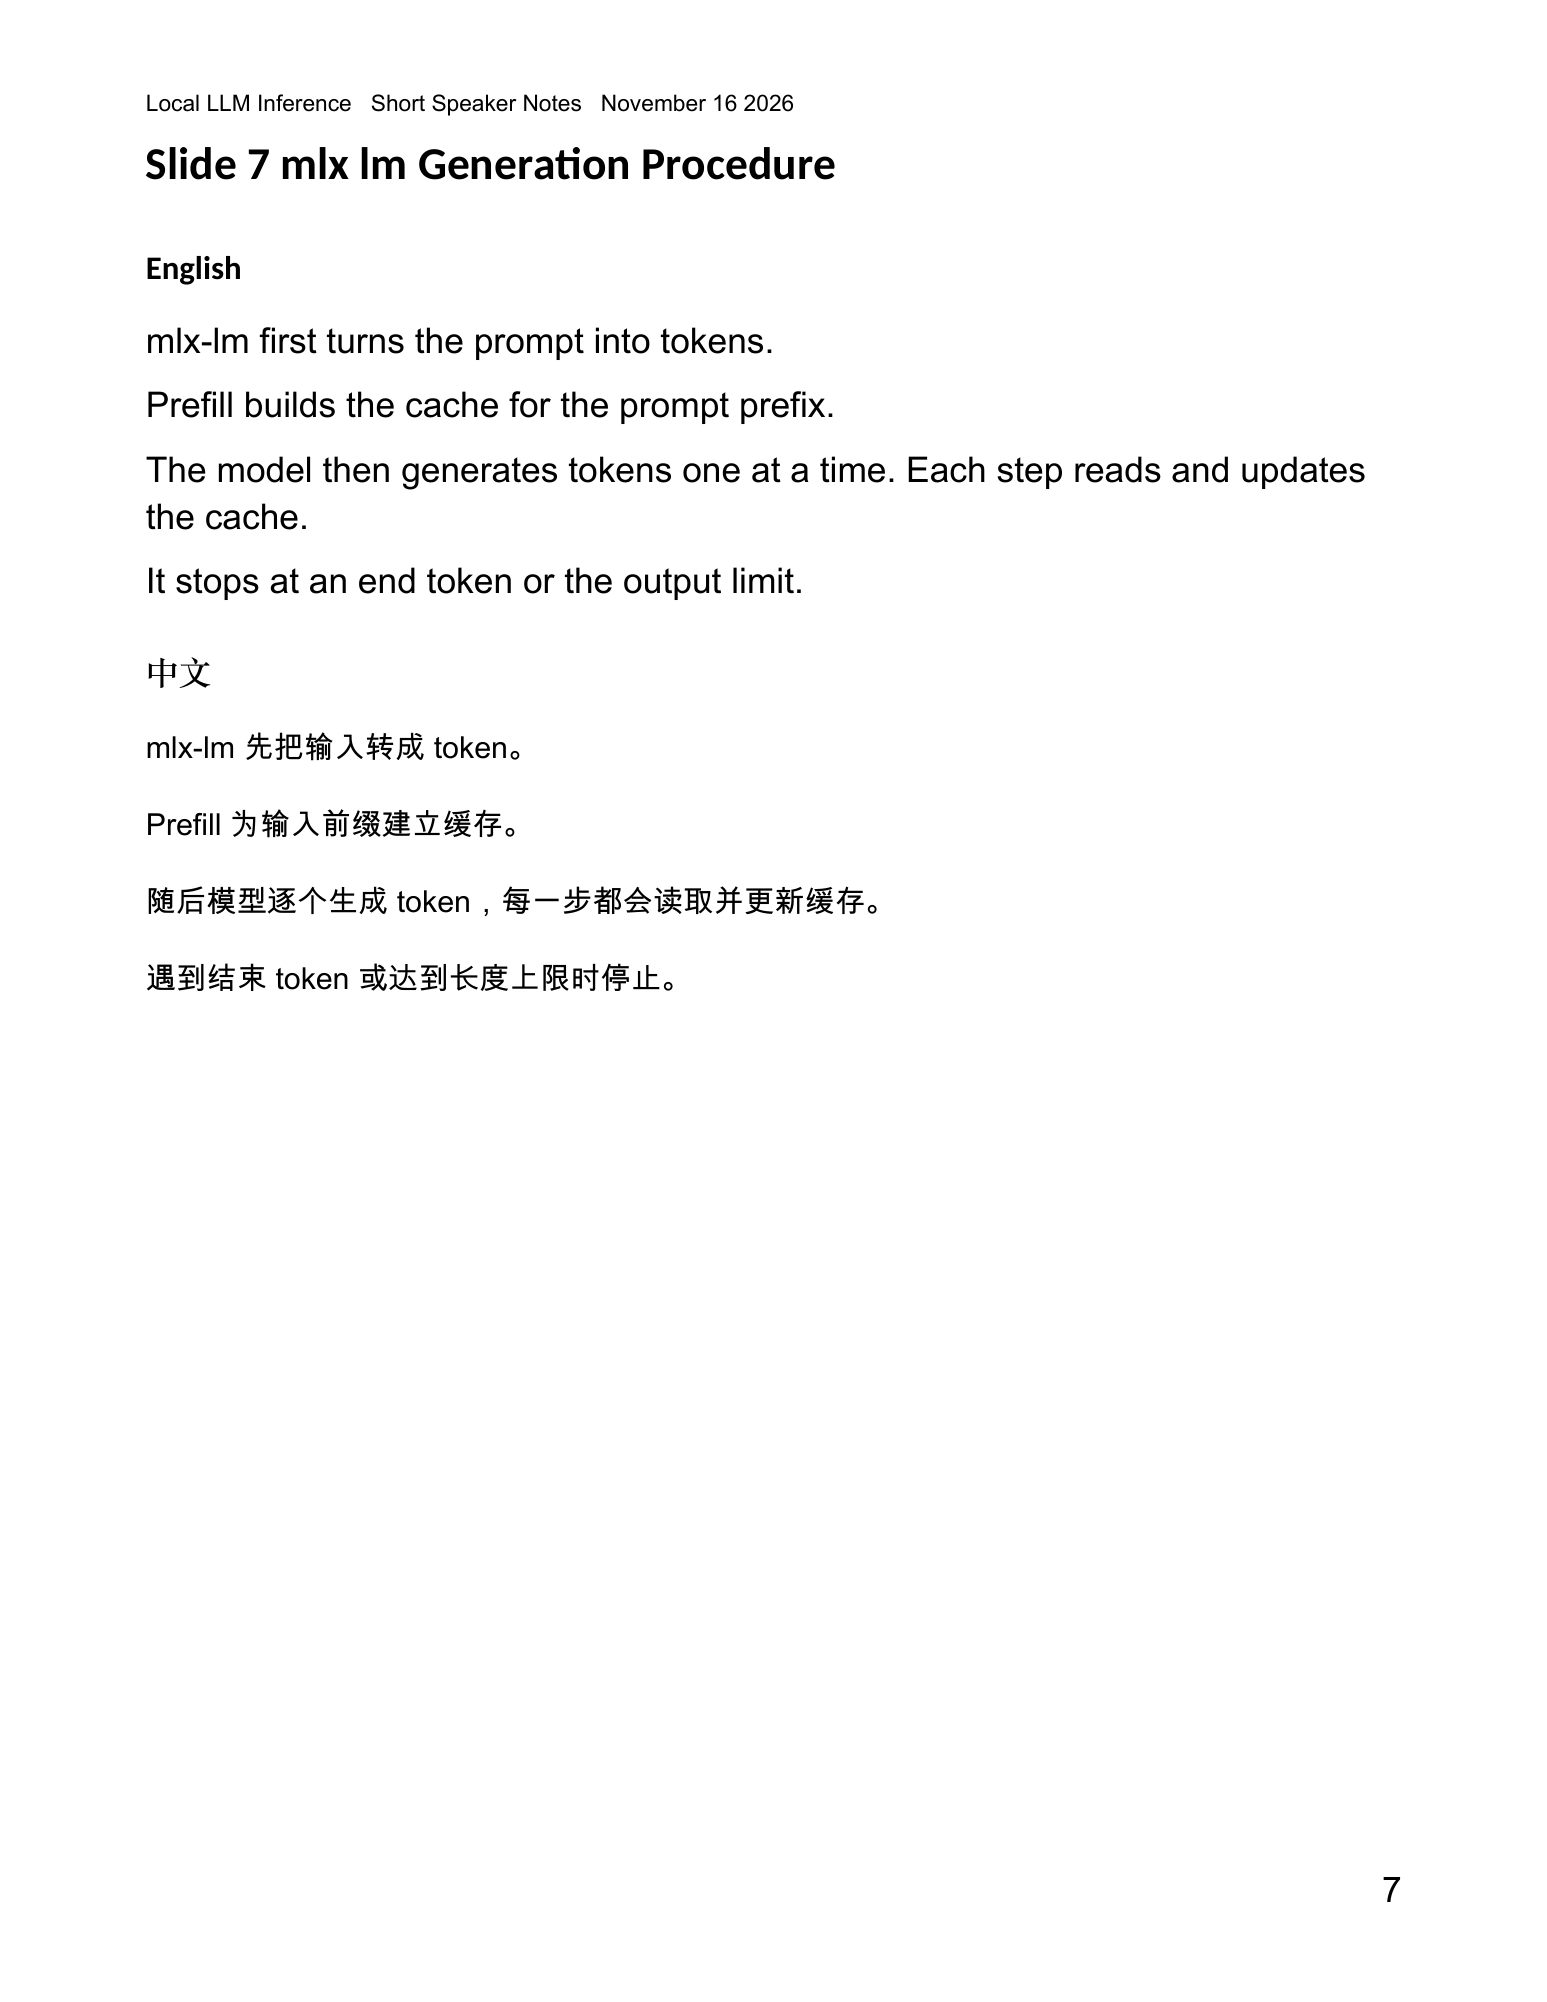 Local LLM Inference   Short Speaker Notes   November 16 2026
Slide 7 mlx lm Generation Procedure
English
mlx-lm first turns the prompt into tokens.
Prefill builds the cache for the prompt prefix.
The model then generates tokens one at a time. Each step reads and updates
the cache.
It stops at an end token or the output limit.
中文
mlx-lm 先把输入转成 token。
Prefill 为输入前缀建立缓存。
随后模型逐个生成 token，每一步都会读取并更新缓存。
遇到结束 token 或达到长度上限时停止。
7